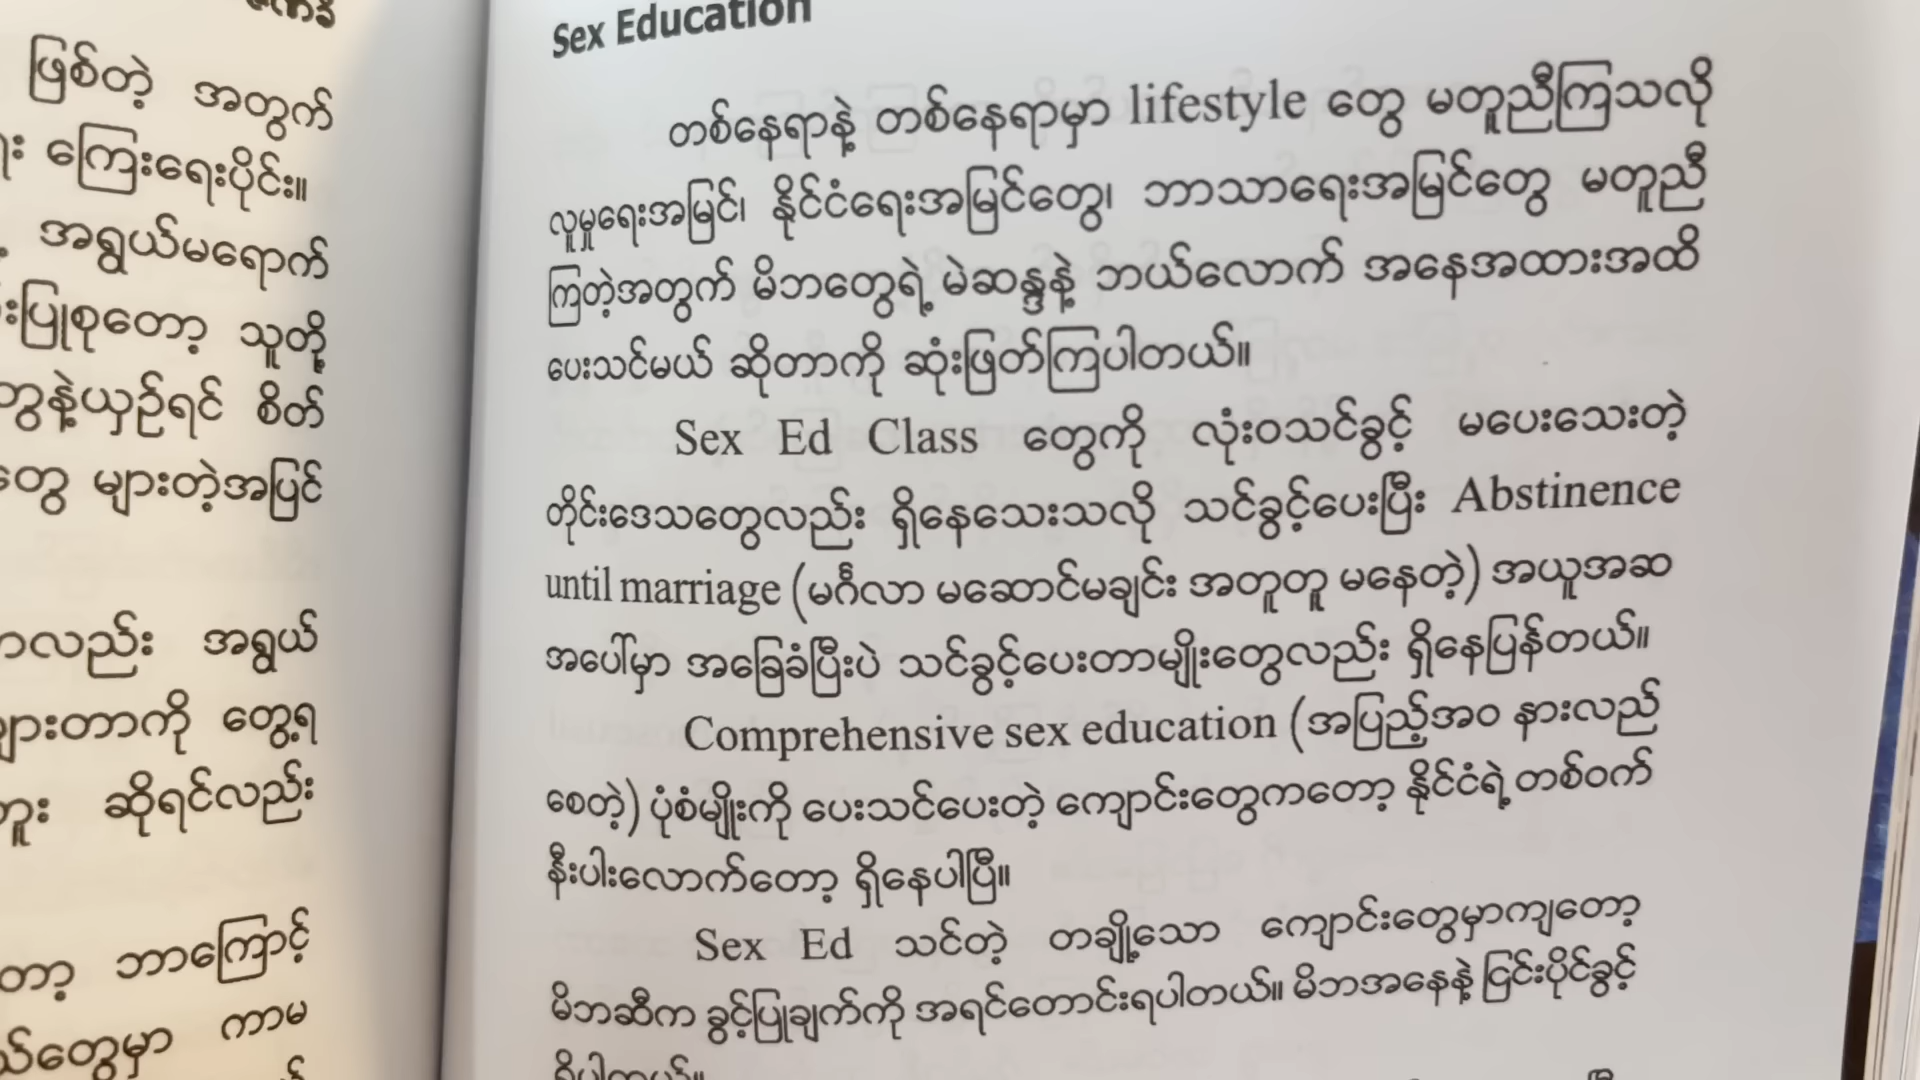 ဖြစ်တဲ့ အတွက်
ကြေးရေးပိုင်း။
အရွယ်မရောက်
သူတို့
စိတ်
များတဲ့အပြင်
အရွယ်
တွေ့ရ
ဆိုရင်လည်း
ဘာကြောင့်
ကာမ
Sex Education
တစ်နေရာနဲ့ တစ်နေရာမှာ lifestyle တွေ မတူညီကြသလို
လူမှုရေးအမြင်၊ နိုင်ငံရေးအမြင်တွေ၊ ဘာသာရေးအမြင်တွေ မတူညီ
ကြတဲ့အတွက် မိဘတွေရဲ့ မဲဆန္ဒနဲ့ ဘယ်လောက် အနေအထားအထိ
ပေးသင်မယ် ဆိုတာကို ဆုံးဖြတ်ကြပါတယ်။
Sex Ed Class တွေကို လုံးဝသင်ခွင့် မပေးသေးတဲ့
တိုင်းဒေသတွေလည်း ရှိနေသေးသလို သင်ခွင့်ပေးပြီး Abstinence
until marriage (မင်္ဂလာ မဆောင်မချင်း အတူတူ မနေတဲ့) အယူအဆ
အပေါ်မှာ အခြေခံပြီးပဲ သင်ခွင့်ပေးတာမျိုးတွေလည်း ရှိနေပြန်တယ်။
Comprehensive sex education (အပြည့်အဝ နားလည်
စေတဲ့) ပုံစံမျိုးကို ပေးသင်ပေးတဲ့ ကျောင်းတွေကတော့ နိုင်ငံရဲ့ တစ်ဝက်
နီးပါးလောက်တော့ ရှိနေပါပြီ။
Sex Ed သင်တဲ့ တချို့သော ကျောင်းတွေမှာကျတော့
မိဘဆီက ခွင့်ပြုချက်ကို အရင်တောင်းရပါတယ်။ မိဘအနေနဲ့ ငြင်းပိုင်ခွင့်